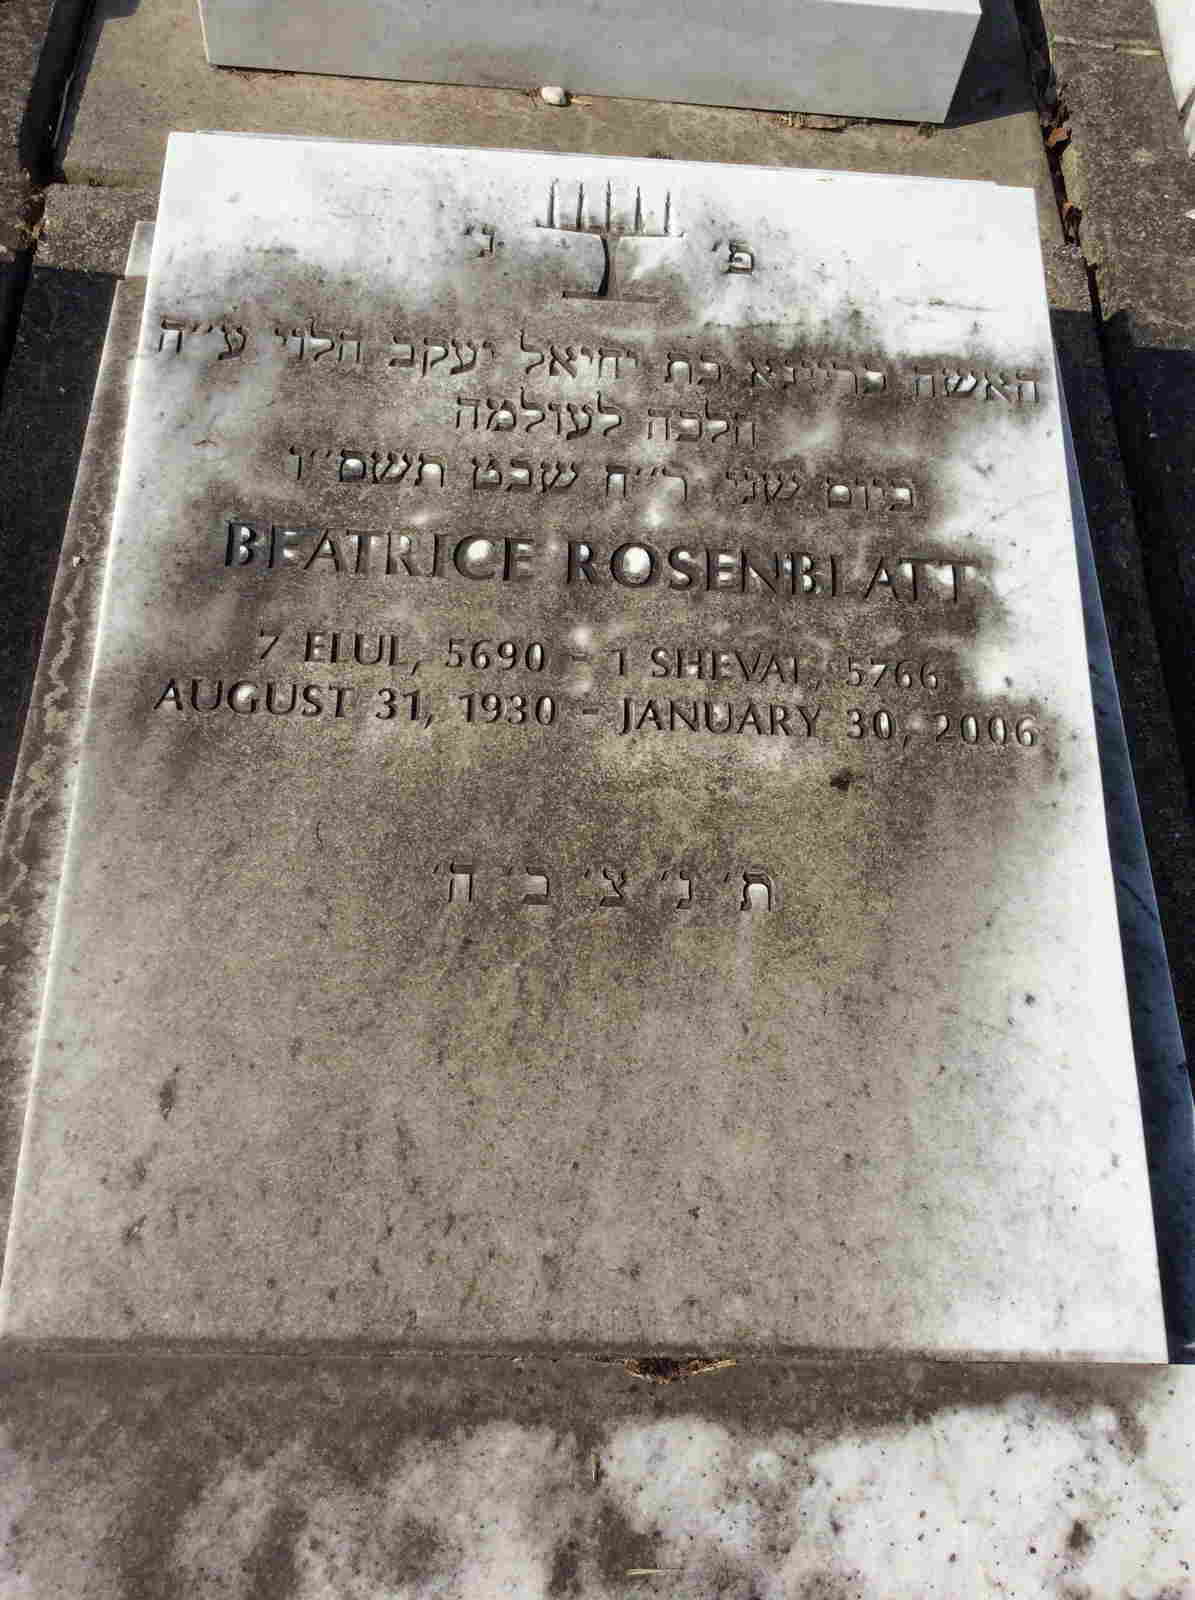 פ׳ נ׳
האשה בריינא בת יחיאל יעקב הלוי ע״ה
הלכה לעולמה
ביום שני ר״ח שבט תשס״ו
BEATRICE ROSENBLATT
7 ELUL, 5690 - 1 SHEVAT, 5766
AUGUST 31, 1930 - JANUARY 30, 2006
ת׳ נ׳ צ׳ ב׳ ה׳